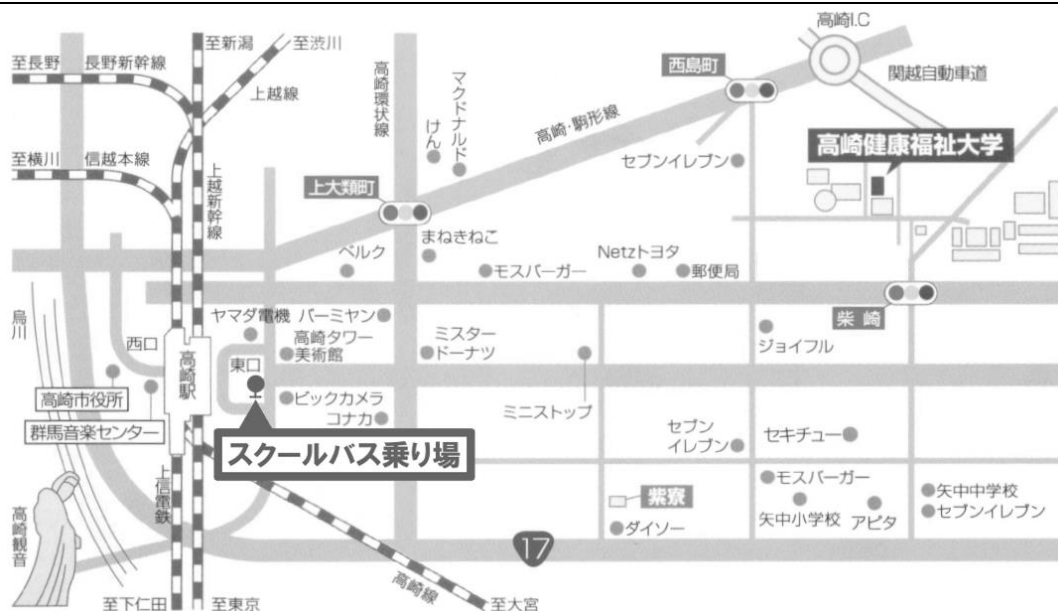 高崎I.C
至新潟
至渋川
至長野
長野新幹線
上越線
高崎環状線
マクドナルド
けん
西島町
関越自動車道
高崎・駒形線
高崎健康福祉大学
セブンイレブン
至横川
信越本線
上越新幹線
上大類町
ベルク
まねきねこ
モスバーガー
Netzトヨタ
郵便局
柴崎
烏川
西口
高崎駅
東口
ヤマダ電機
バーミヤン
高崎タワー
美術館
ミスター
ドーナツ
ジョイフル
高崎市役所
群馬音楽センター
ビックカメラ
コナカ
ミニストップ
スクールバス乗り場
セブン
イレブン
セキチュー
上信電鉄
高崎観音
紫寮
ダイソー
モスバーガー
矢中小学校
アピタ
矢中中学校
セブンイレブン
17
高崎線
至下仁田
至東京
至大宮